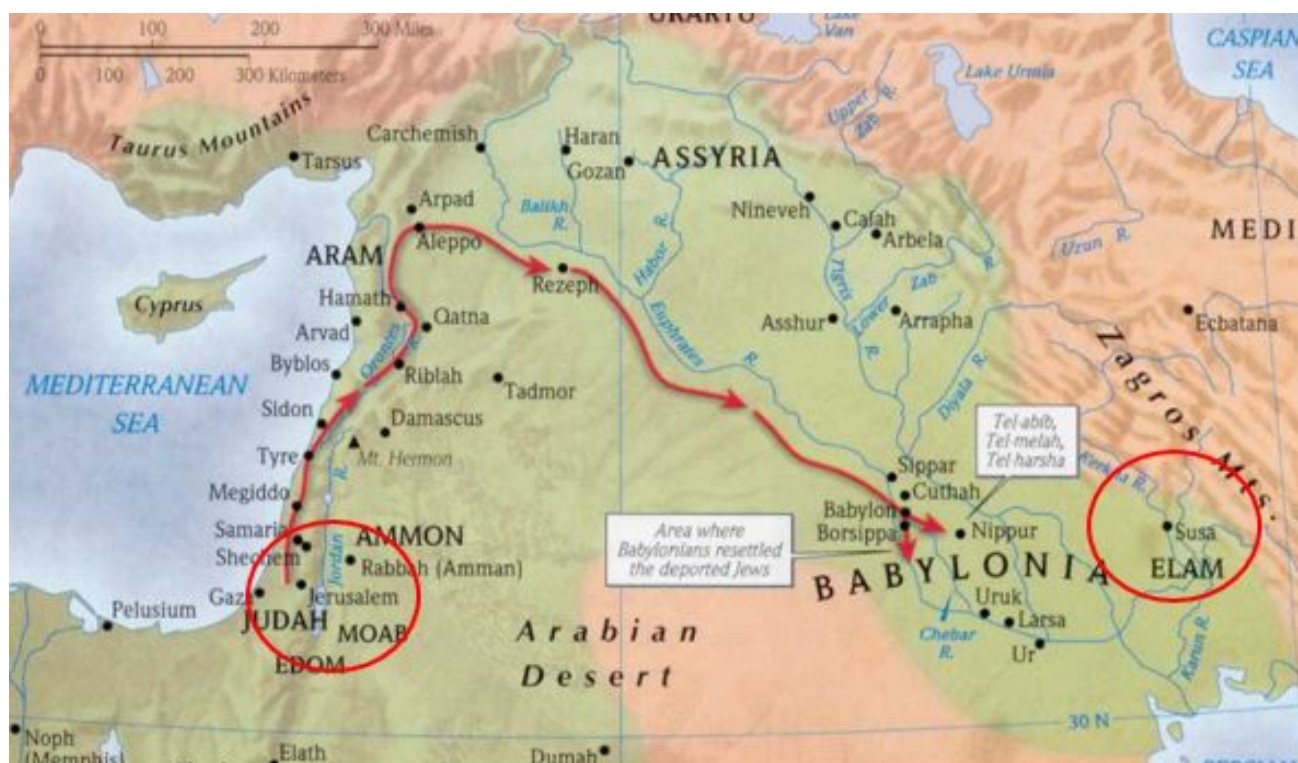 0 100 200 300 Miles
0 100 200 300 Kilometers
URARTU
Lake
Van
CASPIAN
SEA
Lake Urmia
Upper
Zab
R.
Taurus Mountains
Tarsus
Carchemish
Haran
Gozan
ASSYRIA
Nineveh
Calah
Arbela
MEDI
Uzun R.
Arpad
Aleppo
Balikh
R.
Habor R.
Rezeph
ARAM
Hamath
Arvad
Qatna
Orontes
R.
Cyprus
Tigris
R.
Lower
Zab
R.
Asshur
Arrapha
Ecbatana
Byblos
Riblah
Tadmor
Euphrates
R.
Diyala R.
Zagros Mts.
MEDITERRANEAN
SEA
Sidon
Damascus
Mt. Hermon
Tyre
Tel-abib,
Tel-melah,
Tel-harsha
Kerkha R.
Megiddo
Samaria
Shechem
Jordan
R.
AMMON
Rabbah (Amman)
Sippar
Cuthah
Babylon
Borsippa
Nippur
Susa
ELAM
Area where
Babylonians resettled
the deported Jews
BABYLONIA
Gaza
Jerusalem
JUDAH
MOAB
EDOM
Pelusium
Arabian
Desert
Uruk
Larsa
Ur
Chebar
R.
Karun R.
30 N
Noph
(Memphis)
Elath
Dumah